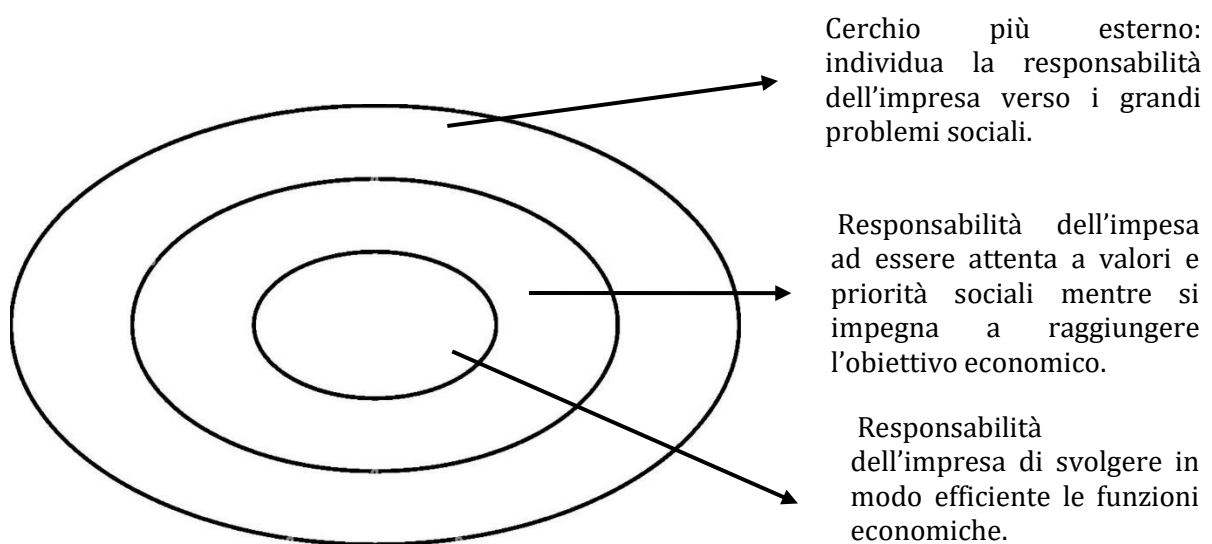 Cerchio più esterno:
individua la responsabilità
dell’impresa verso i grandi
problemi sociali.
Responsabilità dell’impesa
ad essere attenta a valori e
priorità sociali mentre si
impegna a raggiungere
l’obiettivo economico.
Responsabilità
dell’impresa di svolgere in
modo efficiente le funzioni
economiche.